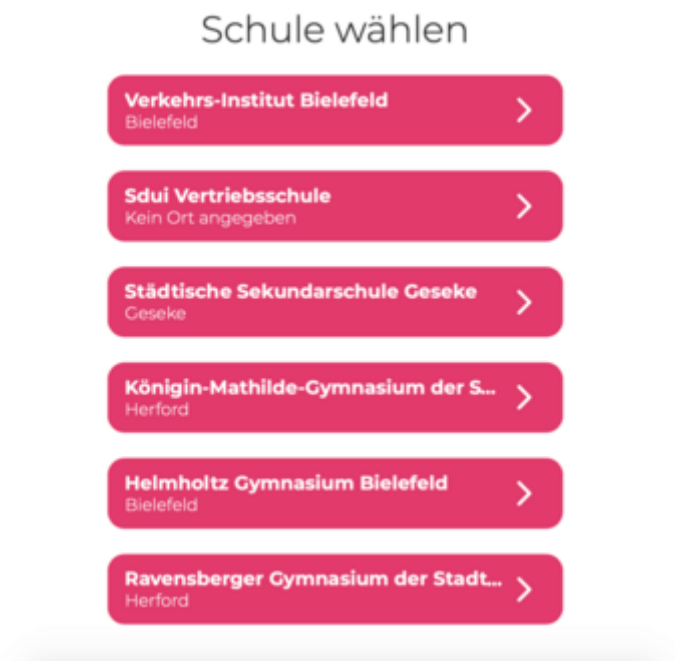 Schule wählen
Verkehrs-Institut Bielefeld
Bielefeld
Sdui Vertriebsschule
Kein Ort angegeben
Städtische Sekundarschule Geseke
Geseke
Königin-Mathilde-Gymnasium der S...
Herford
Helmholtz Gymnasium Bielefeld
Bielefeld
Ravensberger Gymnasium der Stadt...
Herford